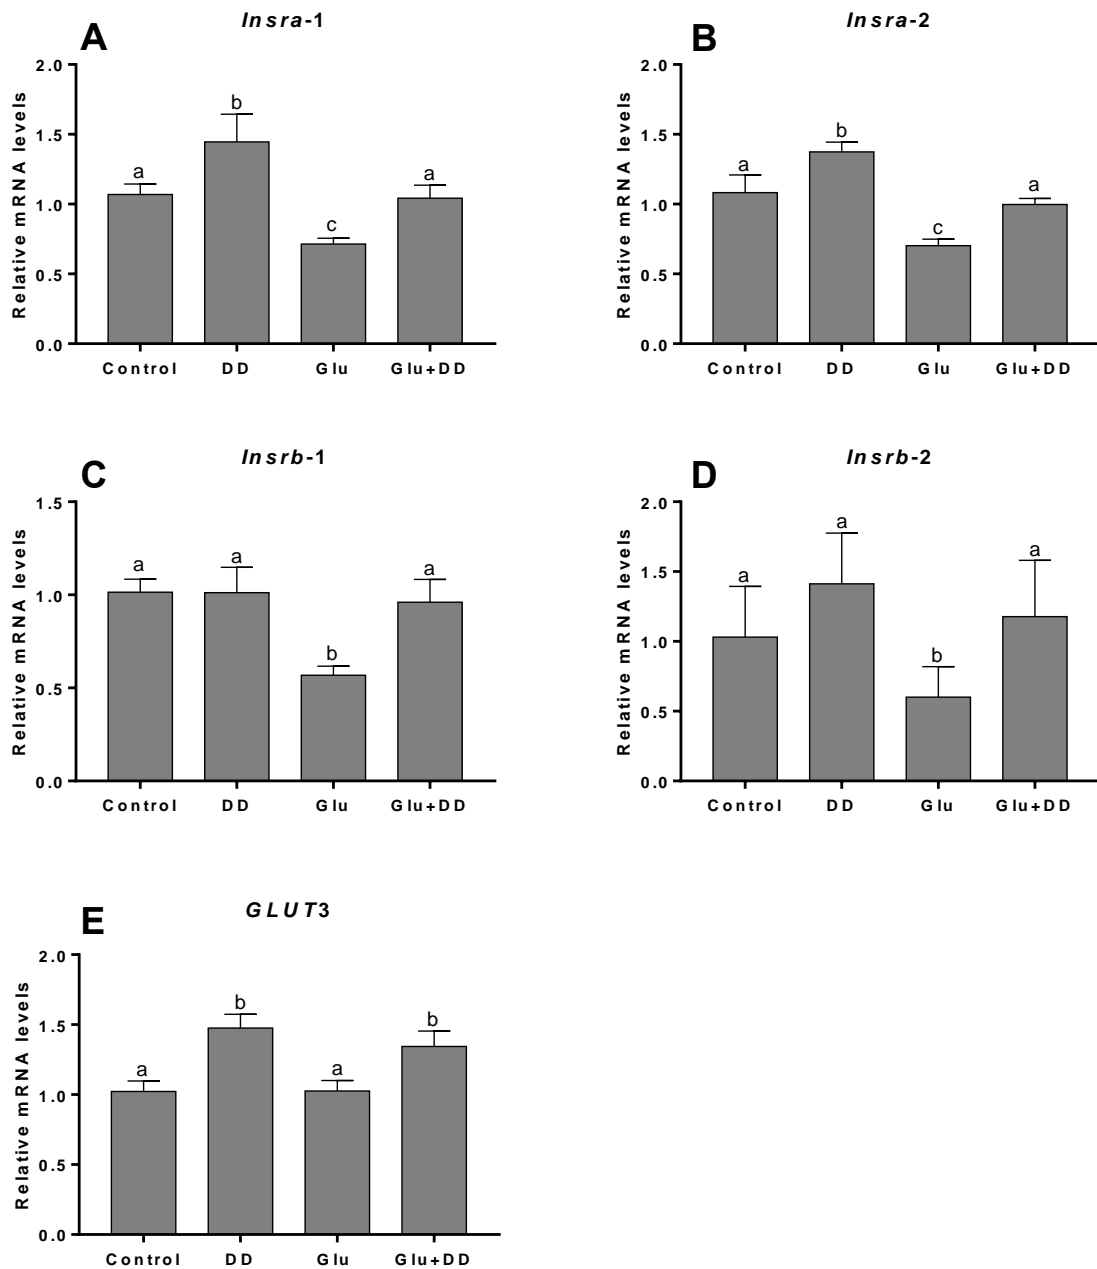 A
Insra-1
Relative mRNA levels
2.0
1.5
1.0
0.5
0.0
a
b
c
a
Control
DD
Glu
Glu+DD
B
Insra-2
Relative mRNA levels
2.0
1.5
1.0
0.5
0.0
a
b
c
a
Control
DD
Glu
Glu+DD
C
Insrb-1
Relative mRNA levels
1.5
1.0
0.5
0.0
a
a
b
a
Control
DD
Glu
Glu+DD
D
Insrb-2
Relative mRNA levels
2.0
1.5
1.0
0.5
0.0
a
a
b
a
Control
DD
Glu
Glu+DD
E
GLUT3
Relative mRNA levels
2.0
1.5
1.0
0.5
0.0
a
b
a
b
Control
DD
Glu
Glu+DD